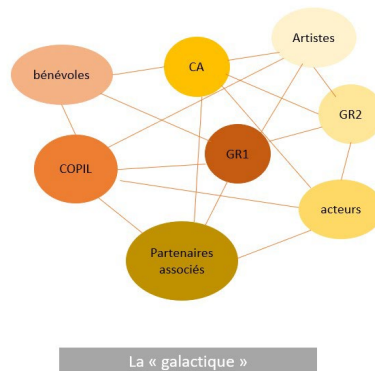 Artistes
CA
bénévoles
GR2
GR1
COPIL
acteurs
Partenaires
associés
La « galactique »